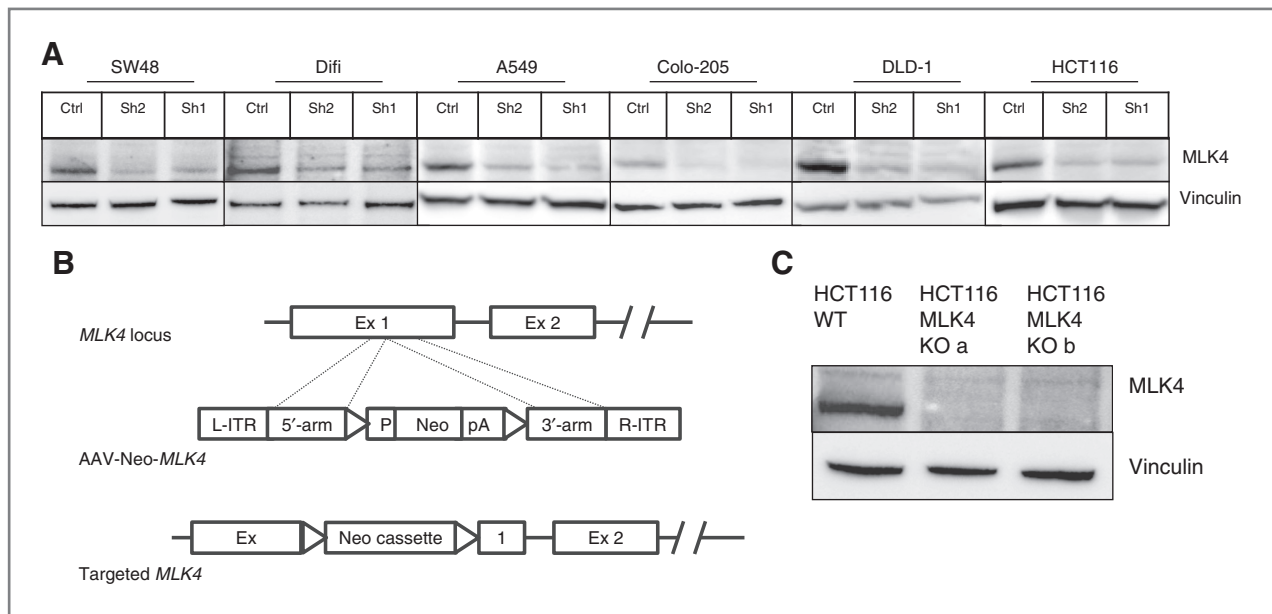 A
SW48 Difi A549 Colo-205 DLD-1 HCT116
Ctrl Sh2 Sh1 Ctrl Sh2 Sh1 Ctrl Sh2 Sh1 Ctrl Sh2 Sh1 Ctrl Sh2 Sh1 Ctrl Sh2 Sh1
MLK4
Vinculin
B
Ex 1 Ex 2
MLK4 locus
L-ITR 5′-arm P Neo pA 3′-arm R-ITR
AAV-Neo-MLK4
Ex Neo cassette 1 Ex 2
Targeted MLK4
C
HCT116 HCT116 HCT116
WT MLK4 MLK4
KO a KO b
MLK4
Vinculin